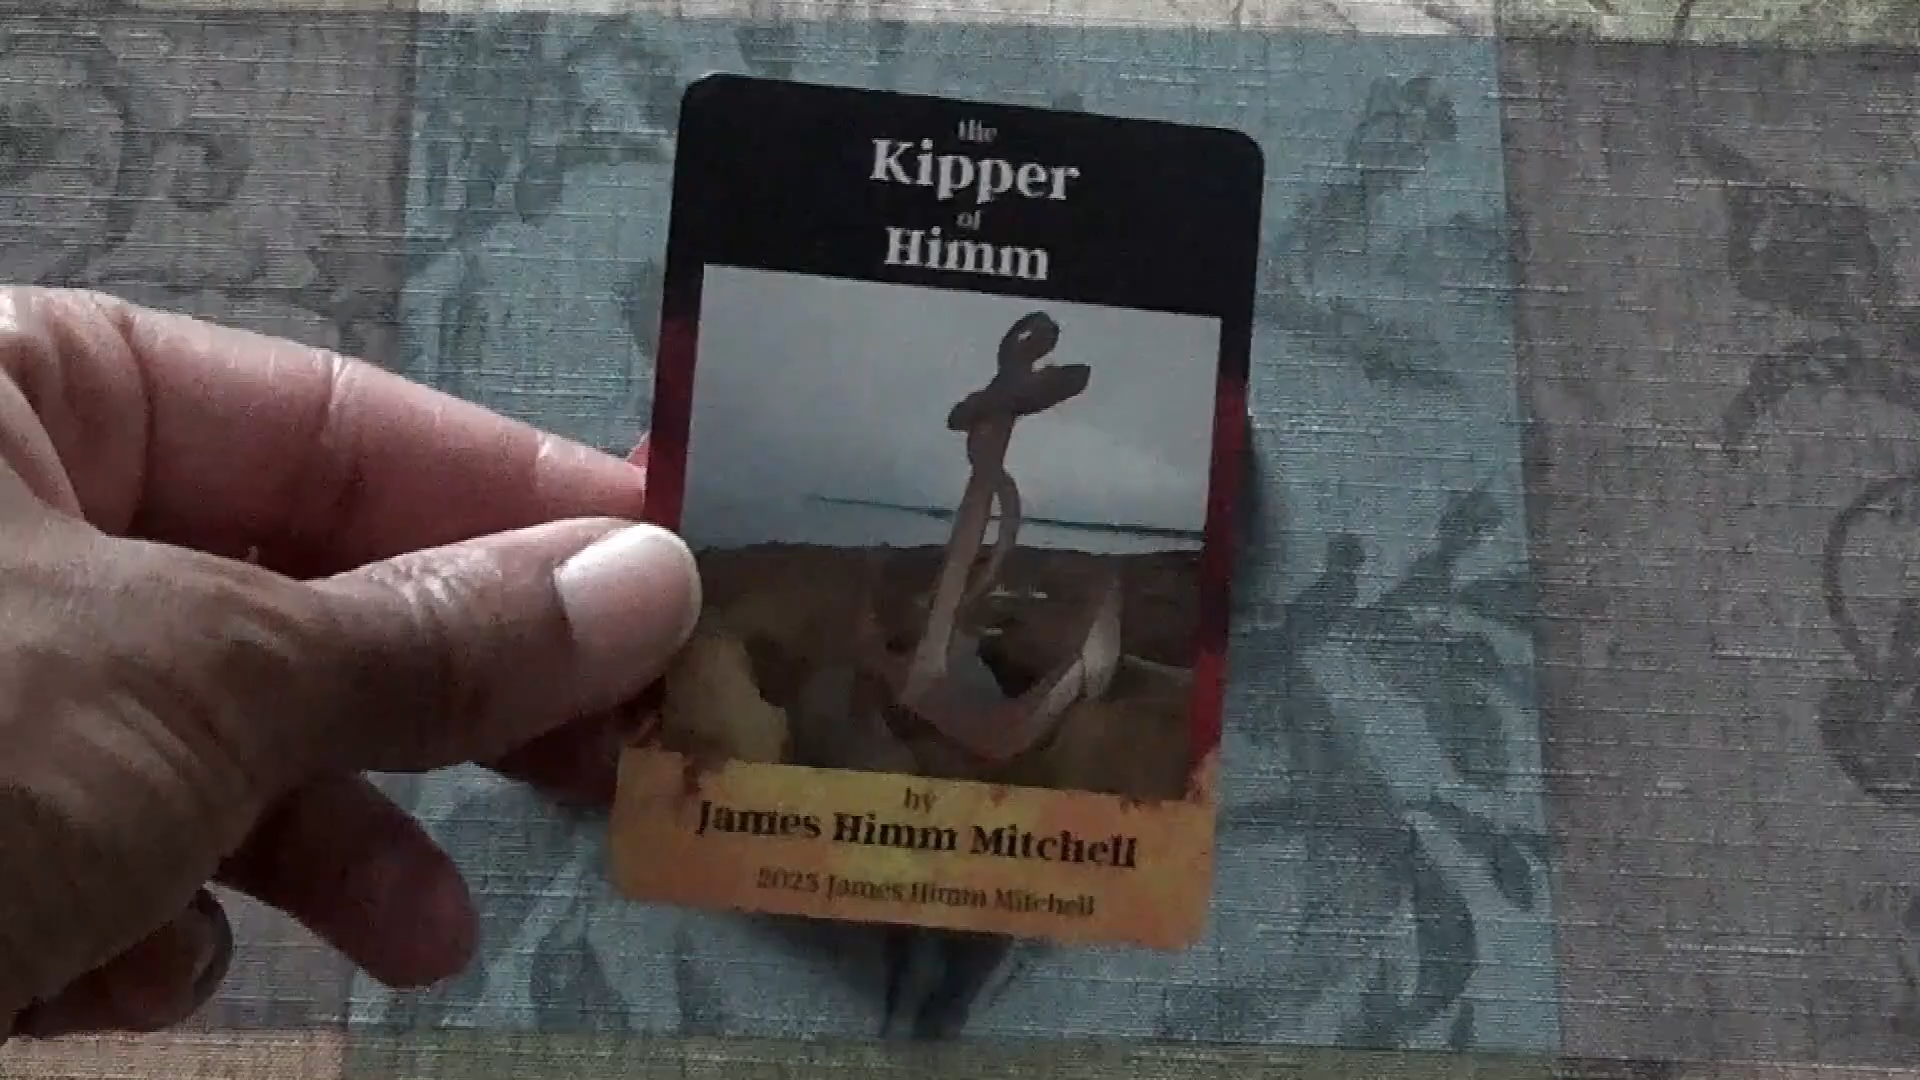 the
Kipper
of
Himm
by
James Himm Mitchell
2023 James Himm Mitchell